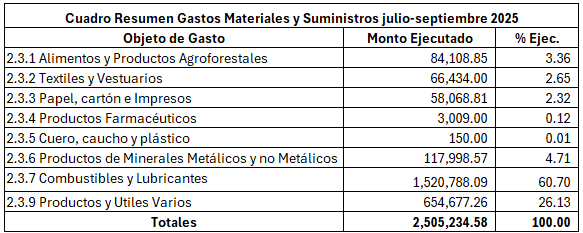 Cuadro Resumen Gastos Materiales y Suministros julio-septiembre 2025
Objeto de Gasto Monto Ejecutado % Ejec.
2.3.1 Alimentos y Productos Agroforestales 84,108.85 3.36
2.3.2 Textiles y Vestuarios 66,434.00 2.65
2.3.3 Papel, cartón e Impresos 58,068.81 2.32
2.3.4 Productos Farmacéuticos 3,009.00 0.12
2.3.5 Cuero, caucho y plástico 150.00 0.01
2.3.6 Productos de Minerales Metálicos y no Metálicos 117,998.57 4.71
2.3.7 Combustibles y Lubricantes 1,520,788.09 60.70
2.3.9 Productos y Utiles Varios 654,677.26 26.13
Totales 2,505,234.58 100.00